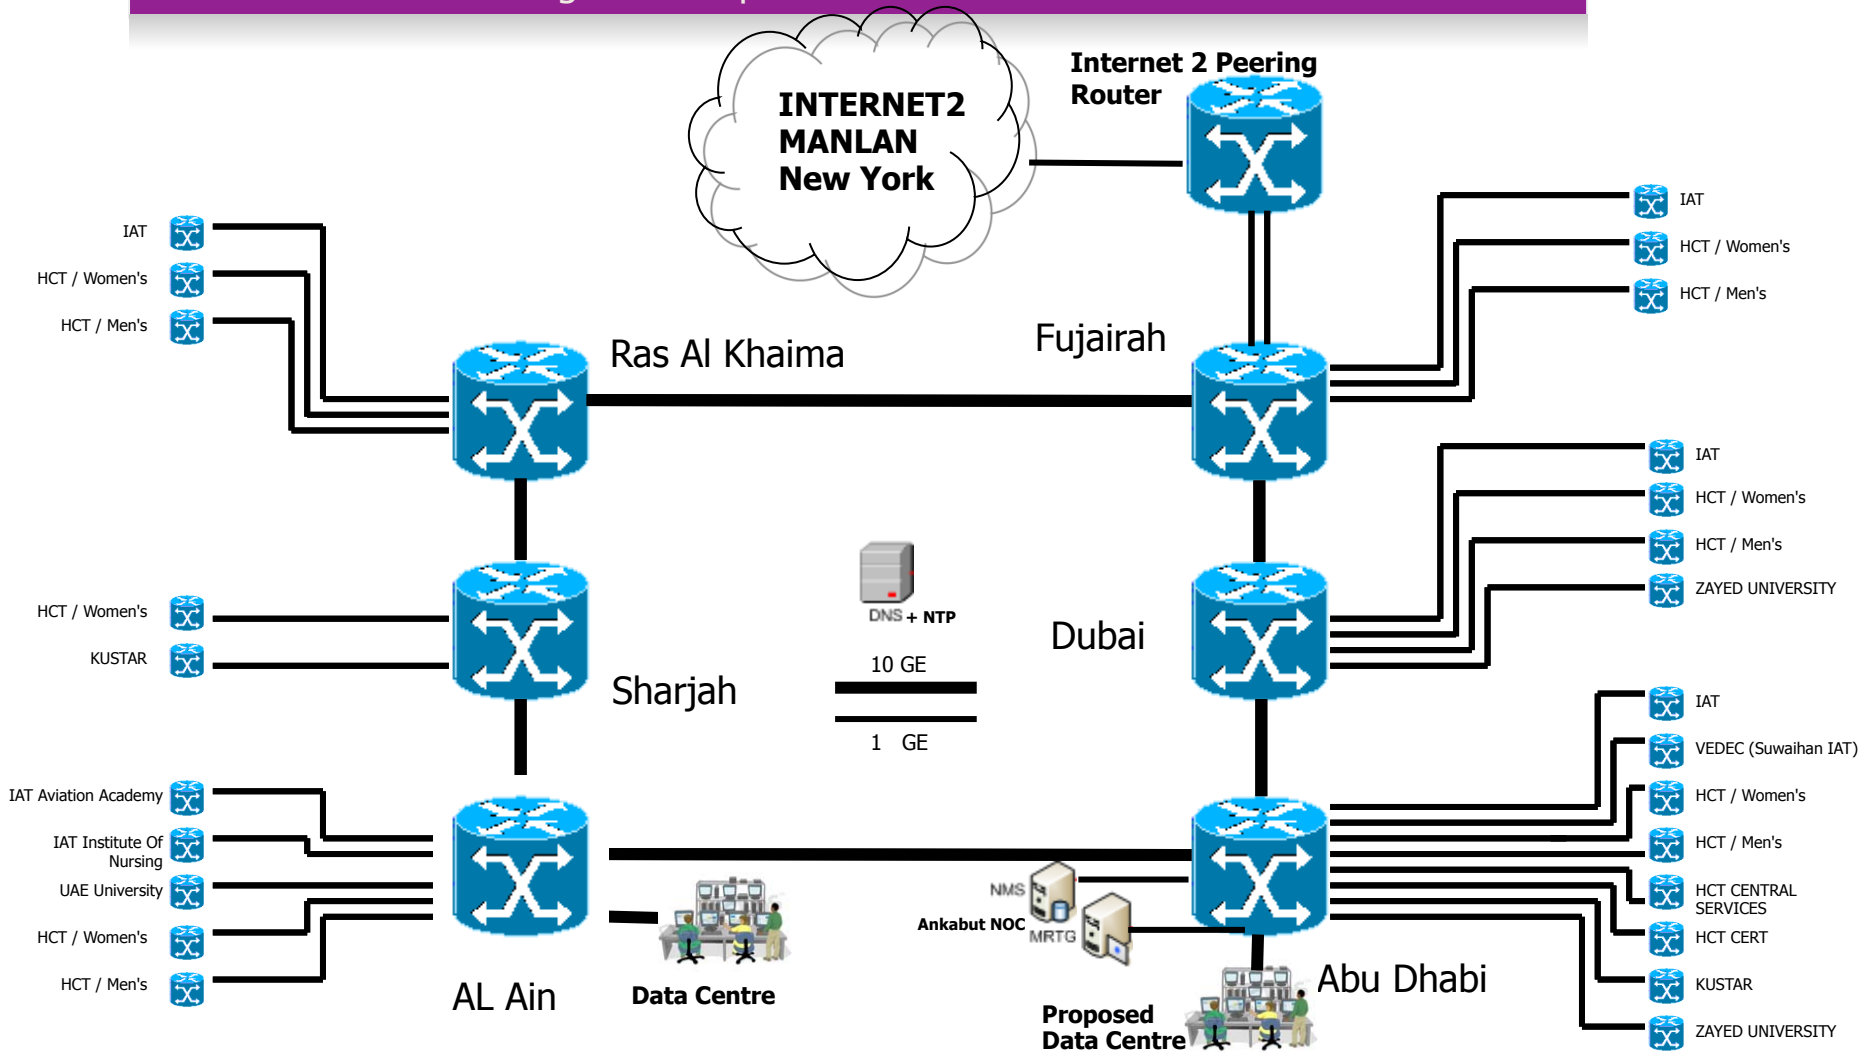 INTERNET2
MANLAN
New York
Internet 2 Peering
Router
IAT
HCT / Women's
HCT / Men's
Ras Al Khaima
Fujairah
IAT
HCT / Women's
HCT / Men's
HCT / Women's
KUSTAR
Sharjah
DNS + NTP
10 GE
1 GE
Dubai
IAT
HCT / Women's
HCT / Men's
ZAYED UNIVERSITY
IAT Aviation Academy
IAT Institute Of
Nursing
UAE University
HCT / Women's
HCT / Men's
AL Ain
Data Centre
NMS
Ankabut NOC
MRTG
Proposed
Data Centre
Abu Dhabi
IAT
VEDEC (Suwaihan IAT)
HCT / Women's
HCT / Men's
HCT CENTRAL
SERVICES
HCT CERT
KUSTAR
ZAYED UNIVERSITY